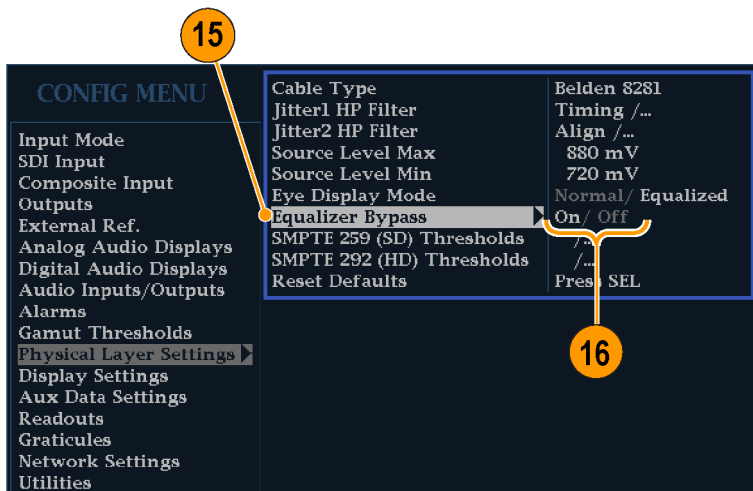 15
CONFIG MENU
Input Mode
SDI Input
Composite Input
Outputs
External Ref.
Analog Audio Displays
Digital Audio Displays
Audio Inputs/Outputs
Alarms
Gamut Thresholds
Physical Layer Settings
Display Settings
Aux Data Settings
Readouts
Graticules
Network Settings
Utilities
Cable Type Belden 8281
Jitter1 HP Filter Timing /...
Jitter2 HP Filter Align /...
Source Level Max 880 mV
Source Level Min 720 mV
Eye Display Mode Normal/ Equalized
Equalizer Bypass On/ Off
SMPTE 259 (SD) Thresholds /...
SMPTE 292 (HD) Thresholds /...
Reset Defaults Press SEL
16